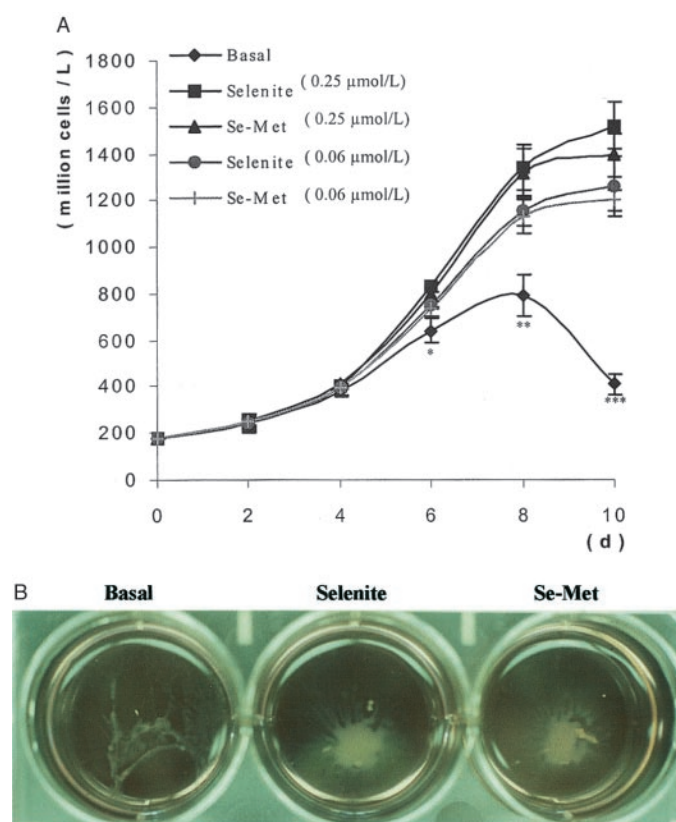 A
(million cells / L)
Basal
Selenite ( 0.25 µmol/L)
Se-Met ( 0.25 µmol/L)
Selenite ( 0.06 µmol/L)
Se-Met ( 0.06 µmol/L)
1800
1600
1400
1200
1000
800
600
400
200
0
*
**
***
0 2 4 6 8 10
(d)
B
Basal Selenite Se-Met